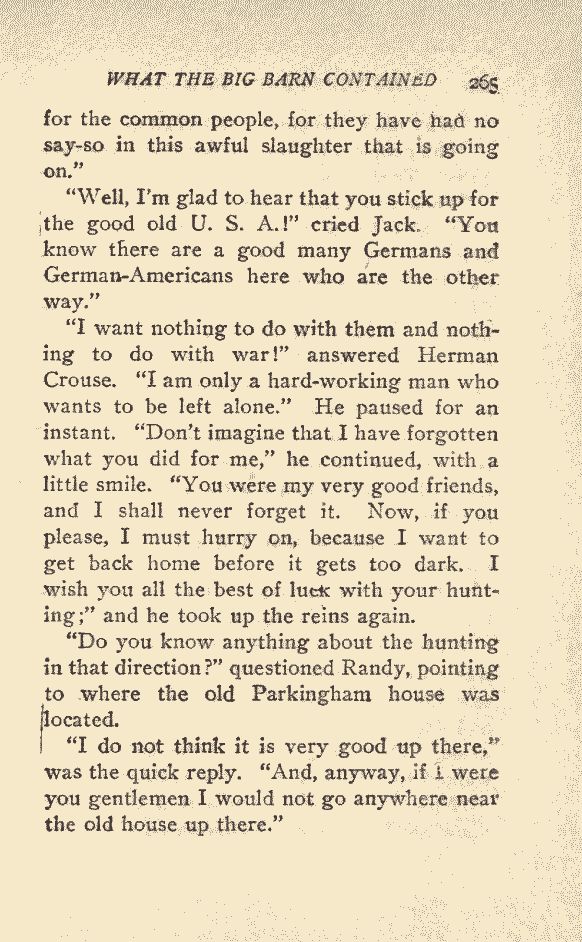 WHAT THE BIG BARN CONTAINED 265
for the common people, for they have had no
say-so in this awful slaughter that is going
on.”
“Well, I'm glad to hear that you stick up for
the good old U. S. A.!” cried Jack. “You
know there are a good many Germans and
German-Americans here who are the other
way.”
“I want nothing to do with them and noth-
ing to do with war!” answered Herman
Crouse. “I am only a hard-working man who
wants to be left alone.” He paused for an
instant. “Don't imagine that I have forgotten
what you did for me,” he continued, with a
little smile. “You were my very good friends,
and I shall never forget it. Now, if you
please, I must hurry on, because I want to
get back home before it gets too dark. I
wish you all the best of luck with your hunt-
ing;” and he took up the reins again.
“Do you know anything about the hunting
in that direction?” questioned Randy, pointing
to where the old Parkingham house was
located.
“I do not think it is very good up there,”
was the quick reply. “And, anyway, if I were
you gentlemen I would not go anywhere near
the old house up there.”